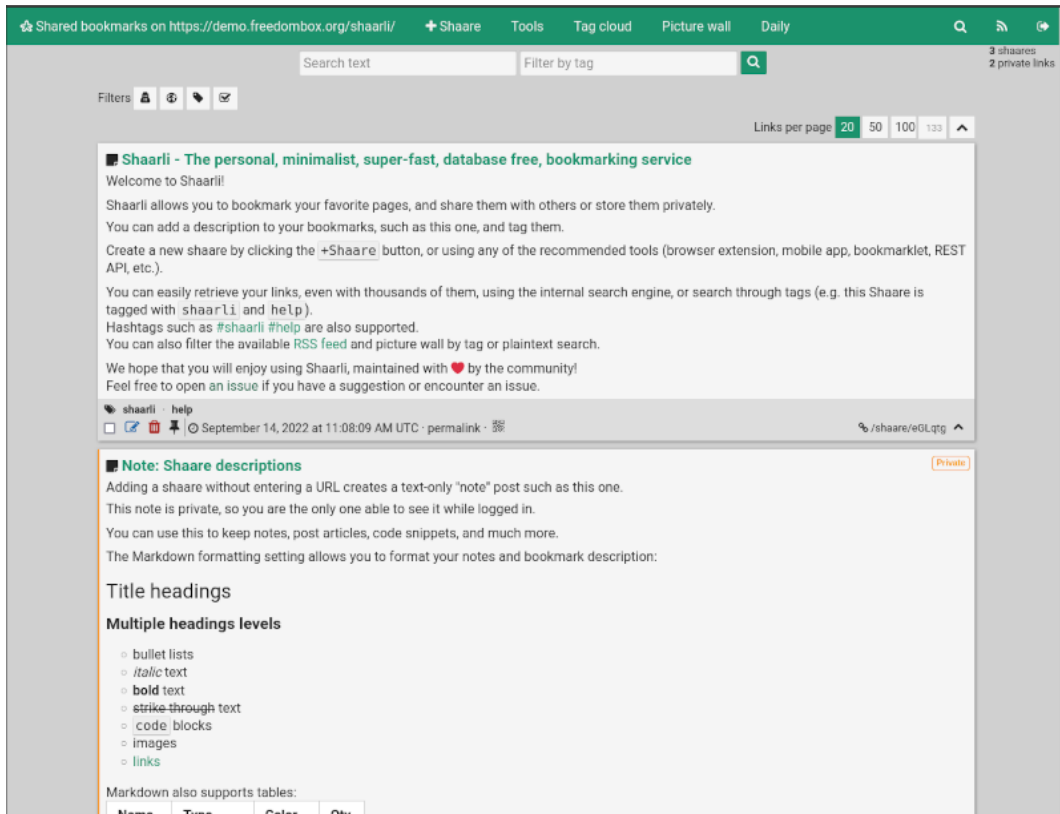 Shared bookmarks on https://demo.freedombox.org/shaarli/ Shaare Tools Tag cloud Picture wall Daily
3 shaares
2 private links
Search text Filter by tag
Filters
Links per page 20 50 100 133
Shaarli - The personal, minimalist, super-fast, database free, bookmarking service
Welcome to Shaarli!
Shaarli allows you to bookmark your favorite pages, and share them with others or store them privately.
You can add a description to your bookmarks, such as this one, and tag them.
Create a new shaare by clicking the +Shaare button, or using any of the recommended tools (browser extension, mobile app, bookmarklet, REST
API, etc.).
You can easily retrieve your links, even with thousands of them, using the internal search engine, or search through tags (e.g. this Shaare is
tagged with shaarli and help).
Hashtags such as #shaarli #help are also supported.
You can also filter the available RSS feed and picture wall by tag or plaintext search.
We hope that you will enjoy using Shaarli, maintained with ❤ by the community!
Feel free to open an issue if you have a suggestion or encounter an issue.
shaarli · help
September 14, 2022 at 11:08:09 AM UTC · permalink · /shaare/eGLqtg
Note: Shaare descriptions Private
Adding a shaare without entering a URL creates a text-only "note" post such as this one.
This note is private, so you are the only one able to see it while logged in.
You can use this to keep notes, post articles, code snippets, and much more.
The Markdown formatting setting allows you to format your notes and bookmark description:
Title headings
Multiple headings levels
bullet lists
italic text
bold text
strike through text
code blocks
images
links
Markdown also supports tables:
Name Type Color Qty